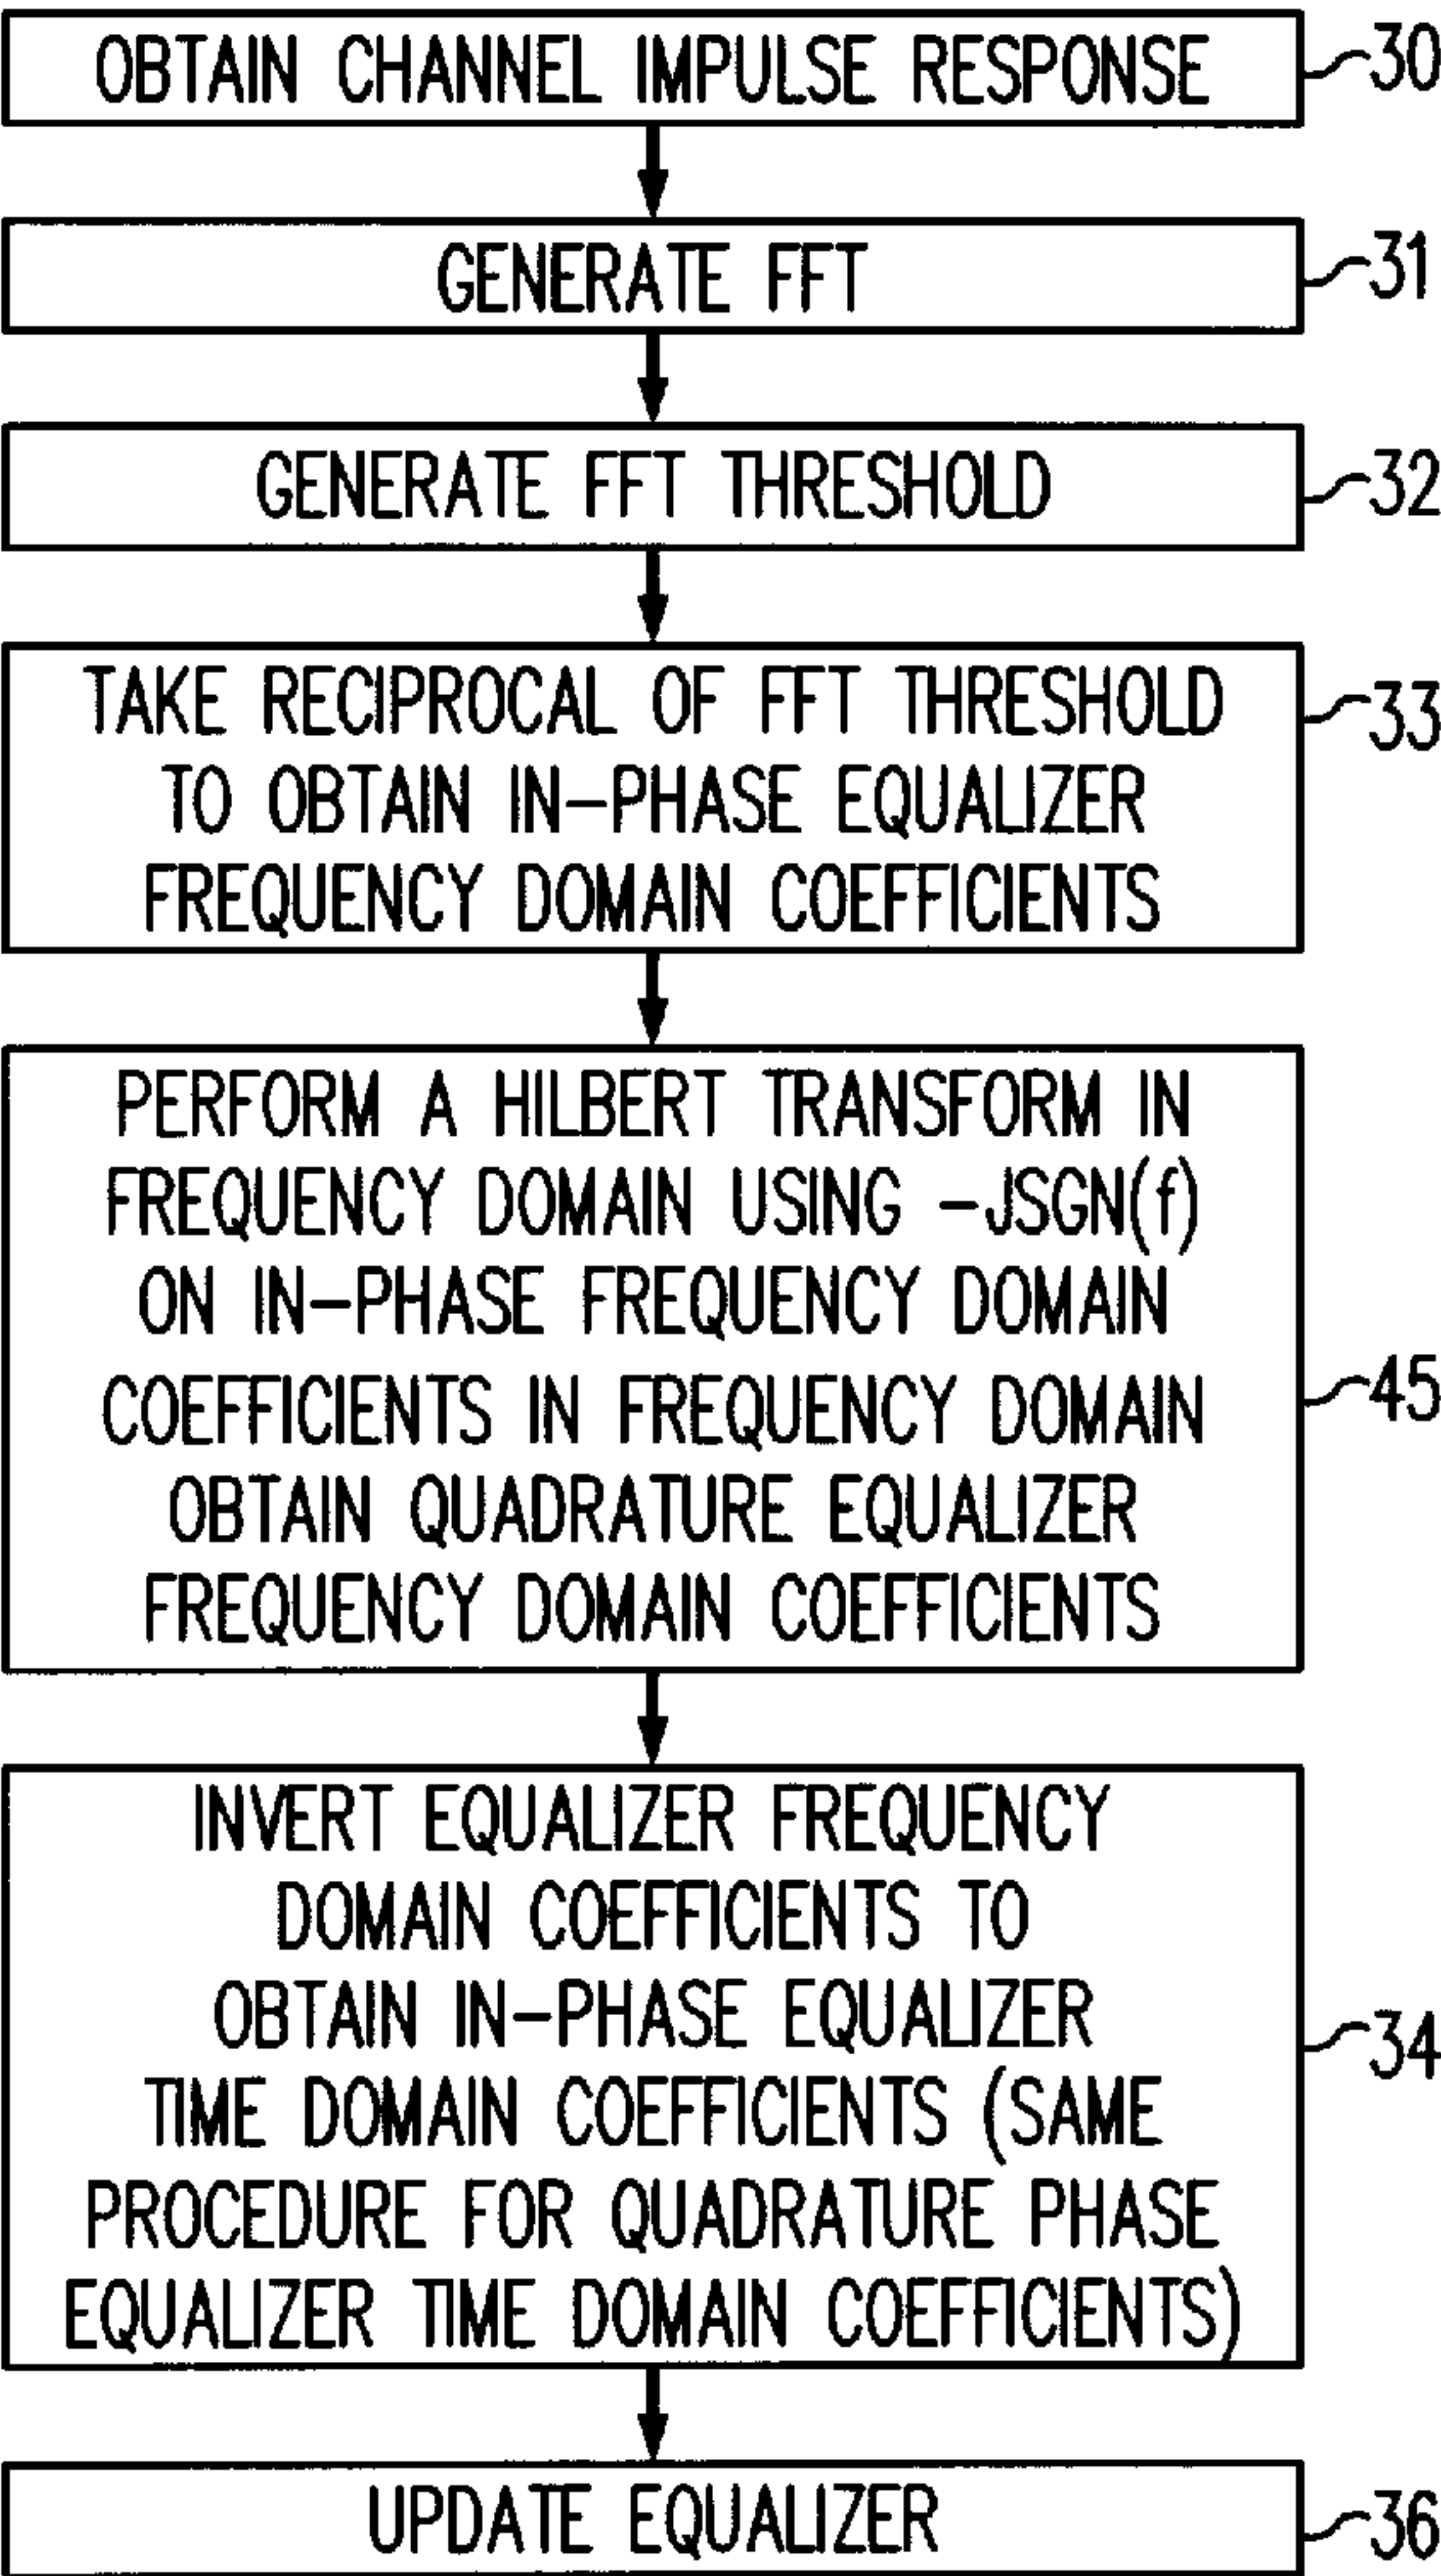 OBTAIN CHANNEL IMPULSE RESPONSE
30
GENERATE FFT
31
GENERATE FFT THRESHOLD
32
TAKE RECIPROCAL OF FFT THRESHOLD
TO OBTAIN IN-PHASE EQUALIZER
FREQUENCY DOMAIN COEFFICIENTS
33
PERFORM A HILBERT TRANSFORM IN
FREQUENCY DOMAIN USING -JSGN(f)
ON IN-PHASE FREQUENCY DOMAIN
COEFFICIENTS IN FREQUENCY DOMAIN
OBTAIN QUADRATURE EQUALIZER
FREQUENCY DOMAIN COEFFICIENTS
45
INVERT EQUALIZER FREQUENCY
DOMAIN COEFFICIENTS TO
OBTAIN IN-PHASE EQUALIZER
TIME DOMAIN COEFFICIENTS (SAME
PROCEDURE FOR QUADRATURE PHASE
EQUALIZER TIME DOMAIN COEFFICIENTS)
34
UPDATE EQUALIZER
36